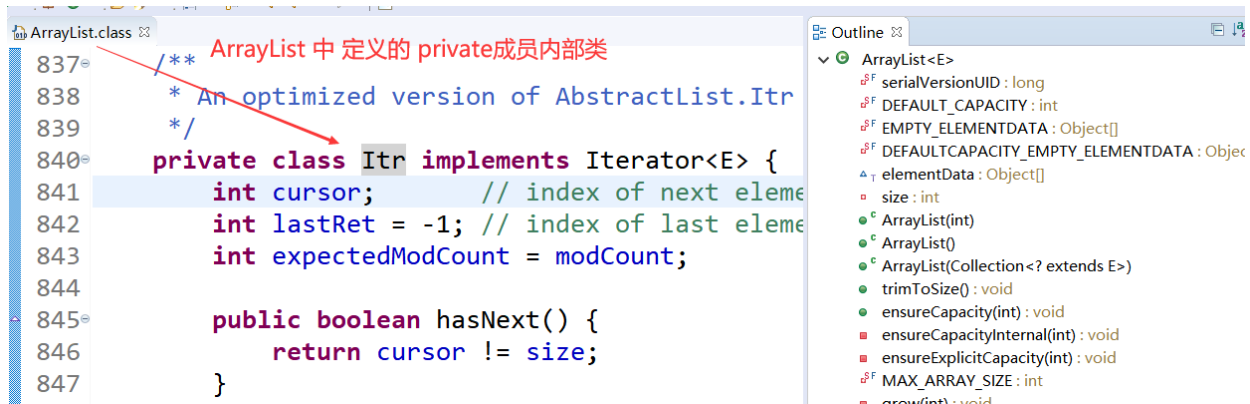 ArrayList.class
ArrayList 中 定义的 private成员内部类
837 /**
838 * An optimized version of AbstractList.Itr
839 */
840 private class Itr implements Iterator<E> {
841 int cursor; // index of next eleme
842 int lastRet = -1; // index of last eleme
843 int expectedModCount = modCount;
844
845 public boolean hasNext() {
846 return cursor != size;
847 }
Outline
ArrayList<E>
serialVersionUID : long
DEFAULT_CAPACITY : int
EMPTY_ELEMENTDATA : Object[]
DEFAULTCAPACITY_EMPTY_ELEMENTDATA : Objec
elementData : Object[]
size : int
ArrayList(int)
ArrayList()
ArrayList(Collection<? extends E>)
trimToSize() : void
ensureCapacity(int) : void
ensureCapacityInternal(int) : void
ensureExplicitCapacity(int) : void
MAX_ARRAY_SIZE : int
grow(int) : void